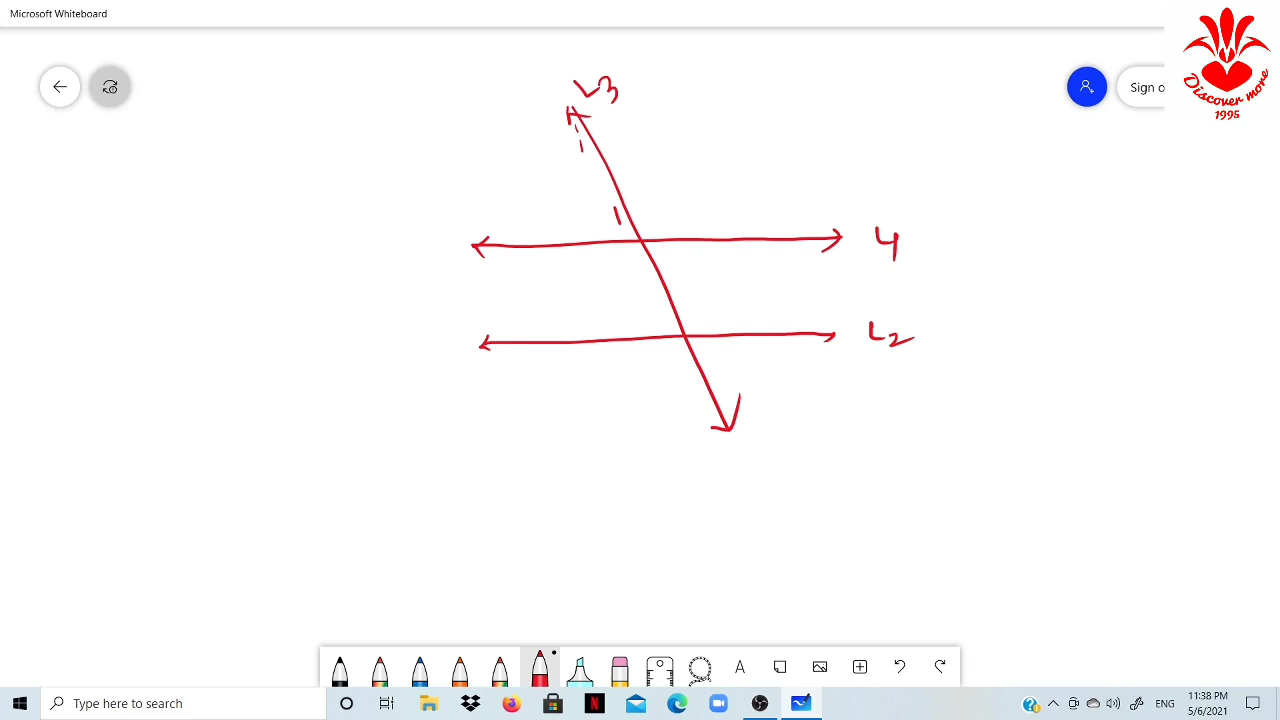 Microsoft Whiteboard
Discover more
1995
Sign o
L3
1
L1
L2
A
Type here to search
N
?
ENG
11:38 PM
5/6/2021